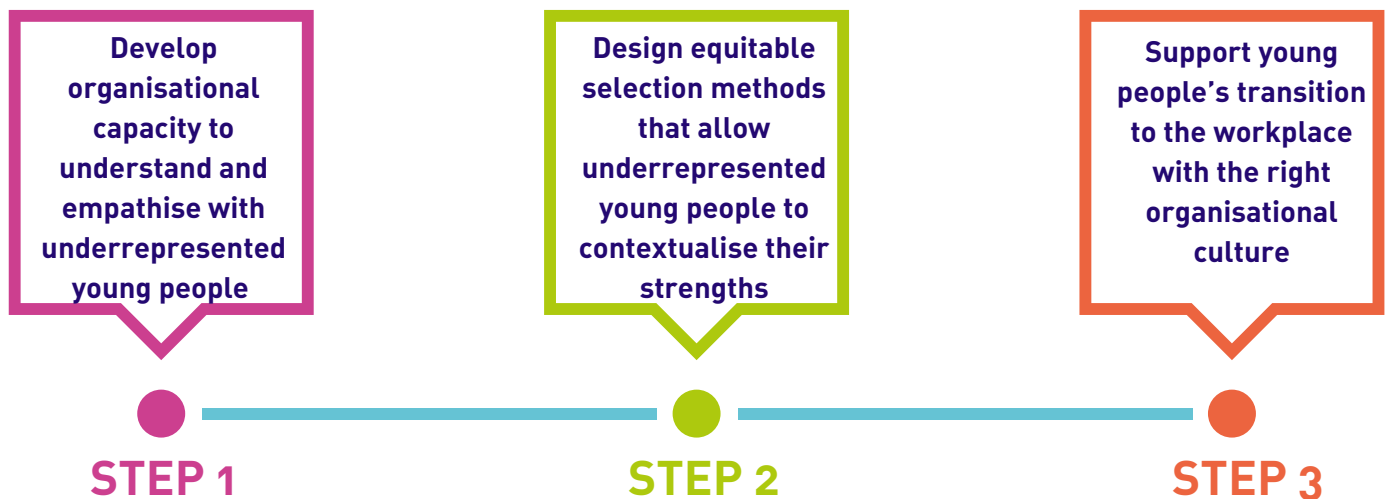 Develop
organisational
capacity to
understand and
empathise with
underrepresented
young people
Design equitable
selection methods
that allow
underrepresented
young people to
contextualise their
strengths
Support young
people’s transition
to the workplace
with the right
organisational
culture
STEP 1
STEP 2
STEP 3